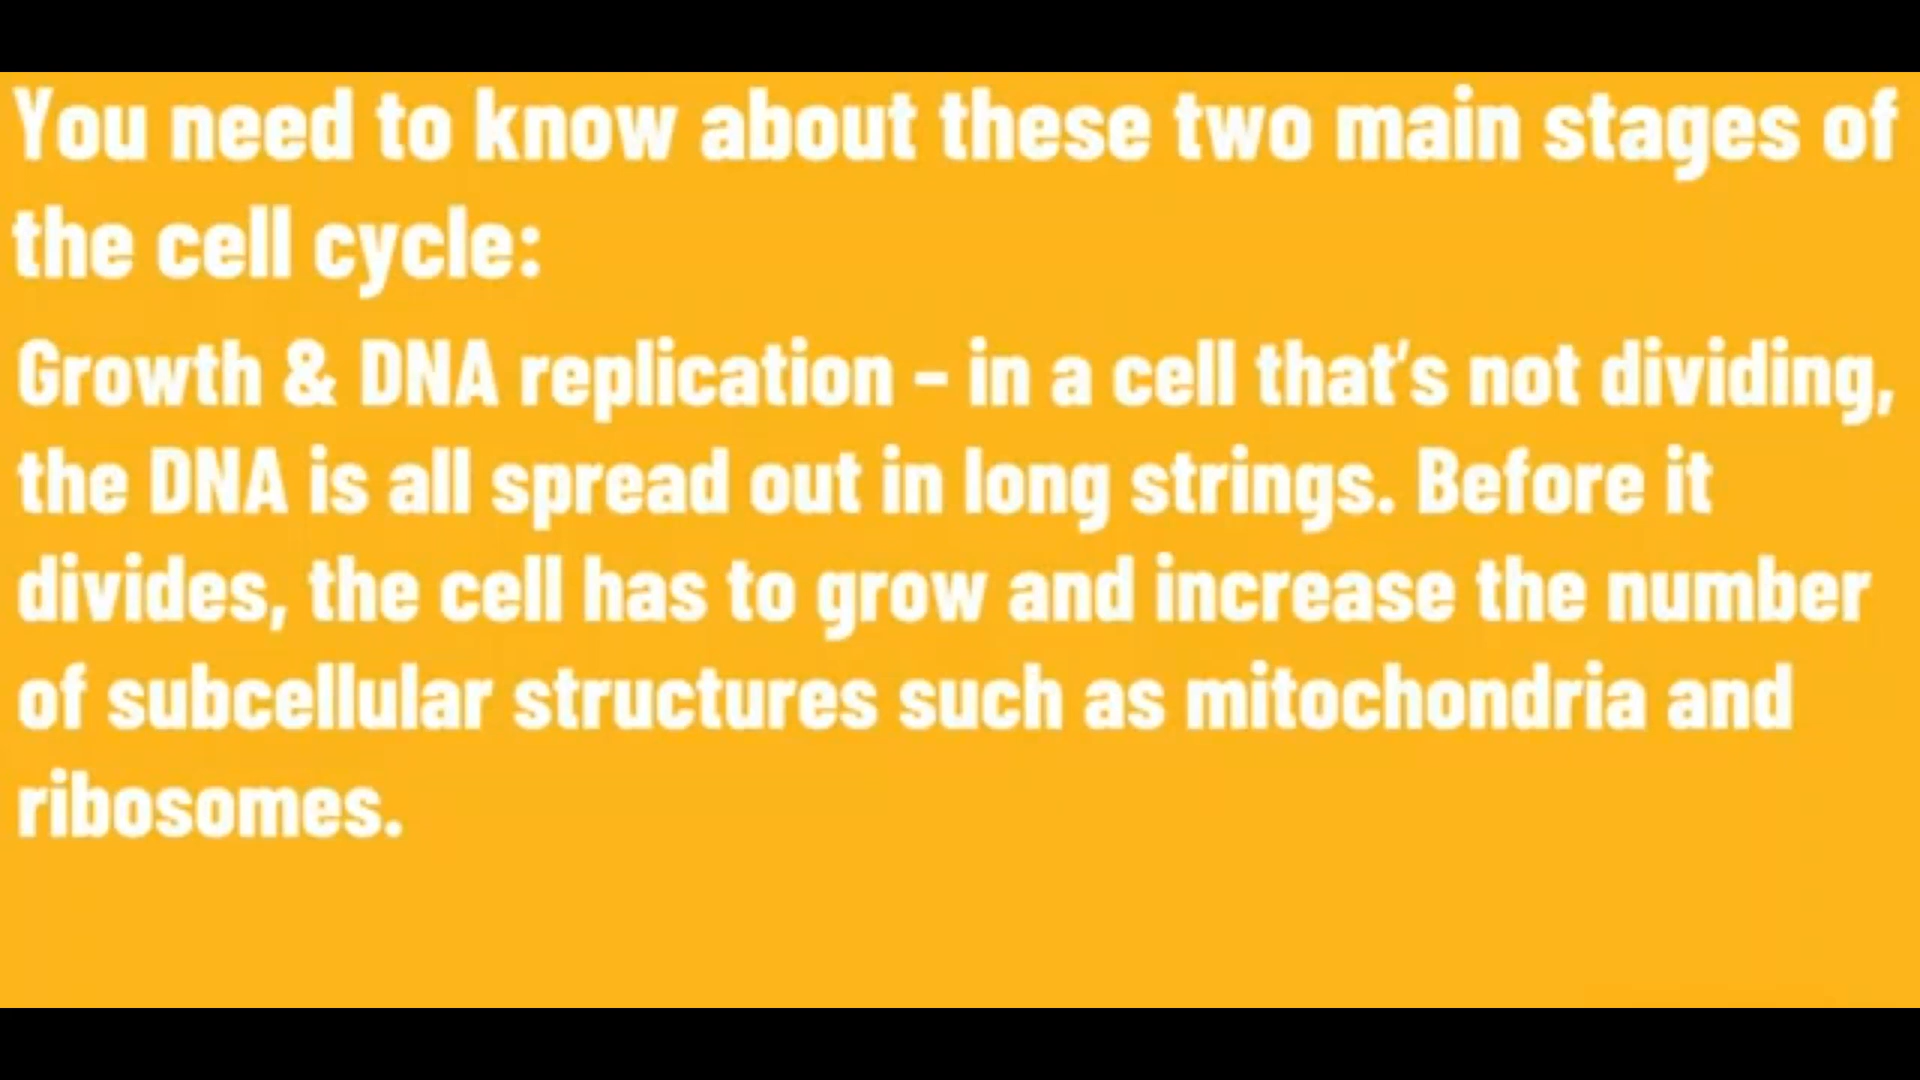 You need to know about these two main stages of
the cell cycle:
Growth & DNA replication – in a cell that's not dividing,
the DNA is all spread out in long strings. Before it
divides, the cell has to grow and increase the number
of subcellular structures such as mitochondria and
ribosomes.